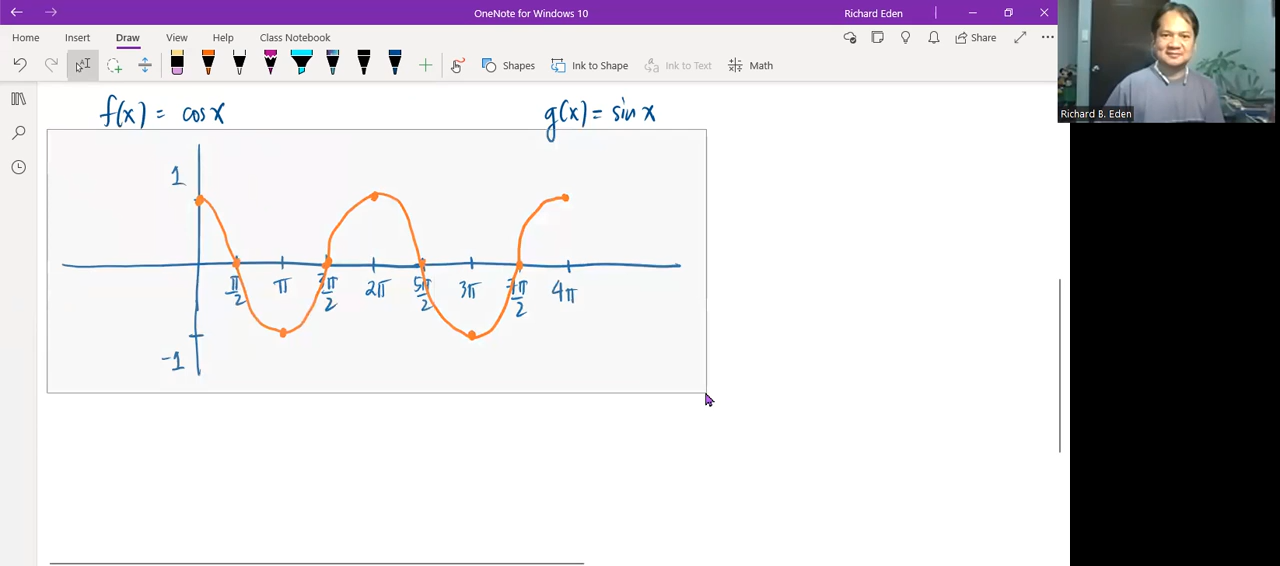 OneNote for Windows 10
Richard Eden
Home Insert Draw View Help Class Notebook
Share
Shapes Ink to Shape Ink to Text Math
Richard B. Eden
f(x) = cos x
g(x) = sin x
1
π/2 π 3π/2 2π 5π/2 3π 7π/2 4π
-1